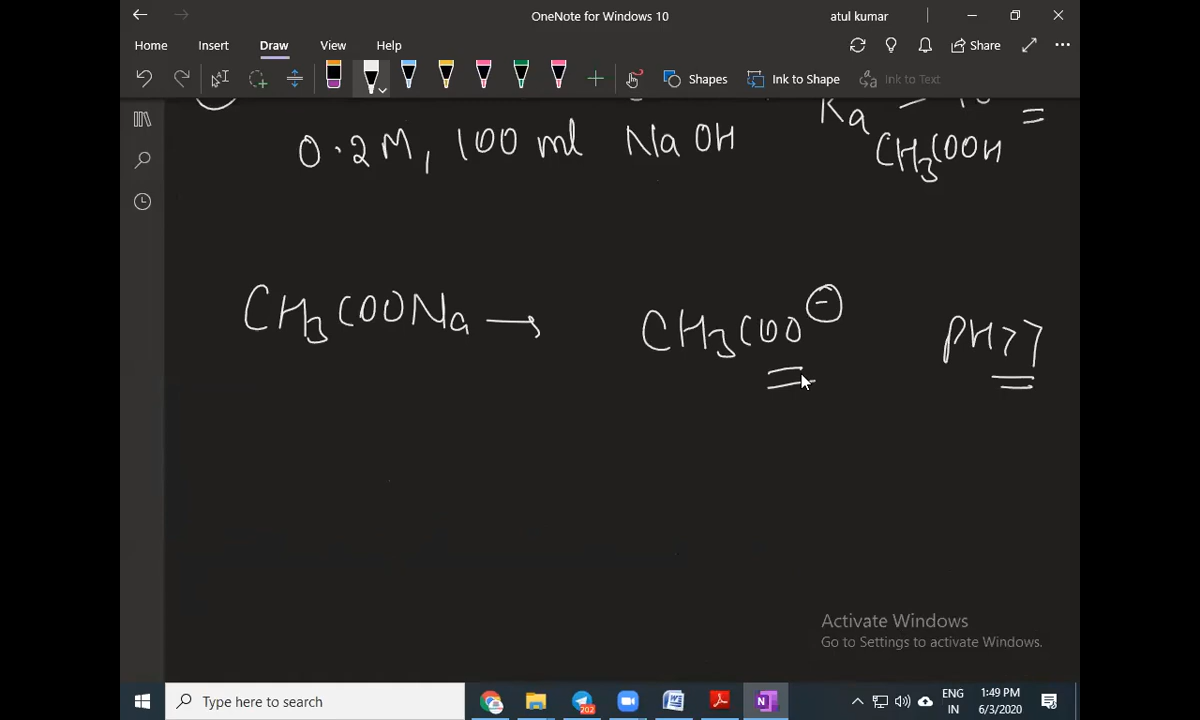 OneNote for Windows 10
atul kumar
Home Insert Draw View Help
Share
Shapes Ink to Shape Ink to Text
Ka
0.2M, 100 ml NaOH
CH3COOH
CH3COONa → CH3COO⊖ PH>7
Activate Windows
Go to Settings to activate Windows.
Type here to search
202
W
N
ENG
IN
1:49 PM
6/3/2020